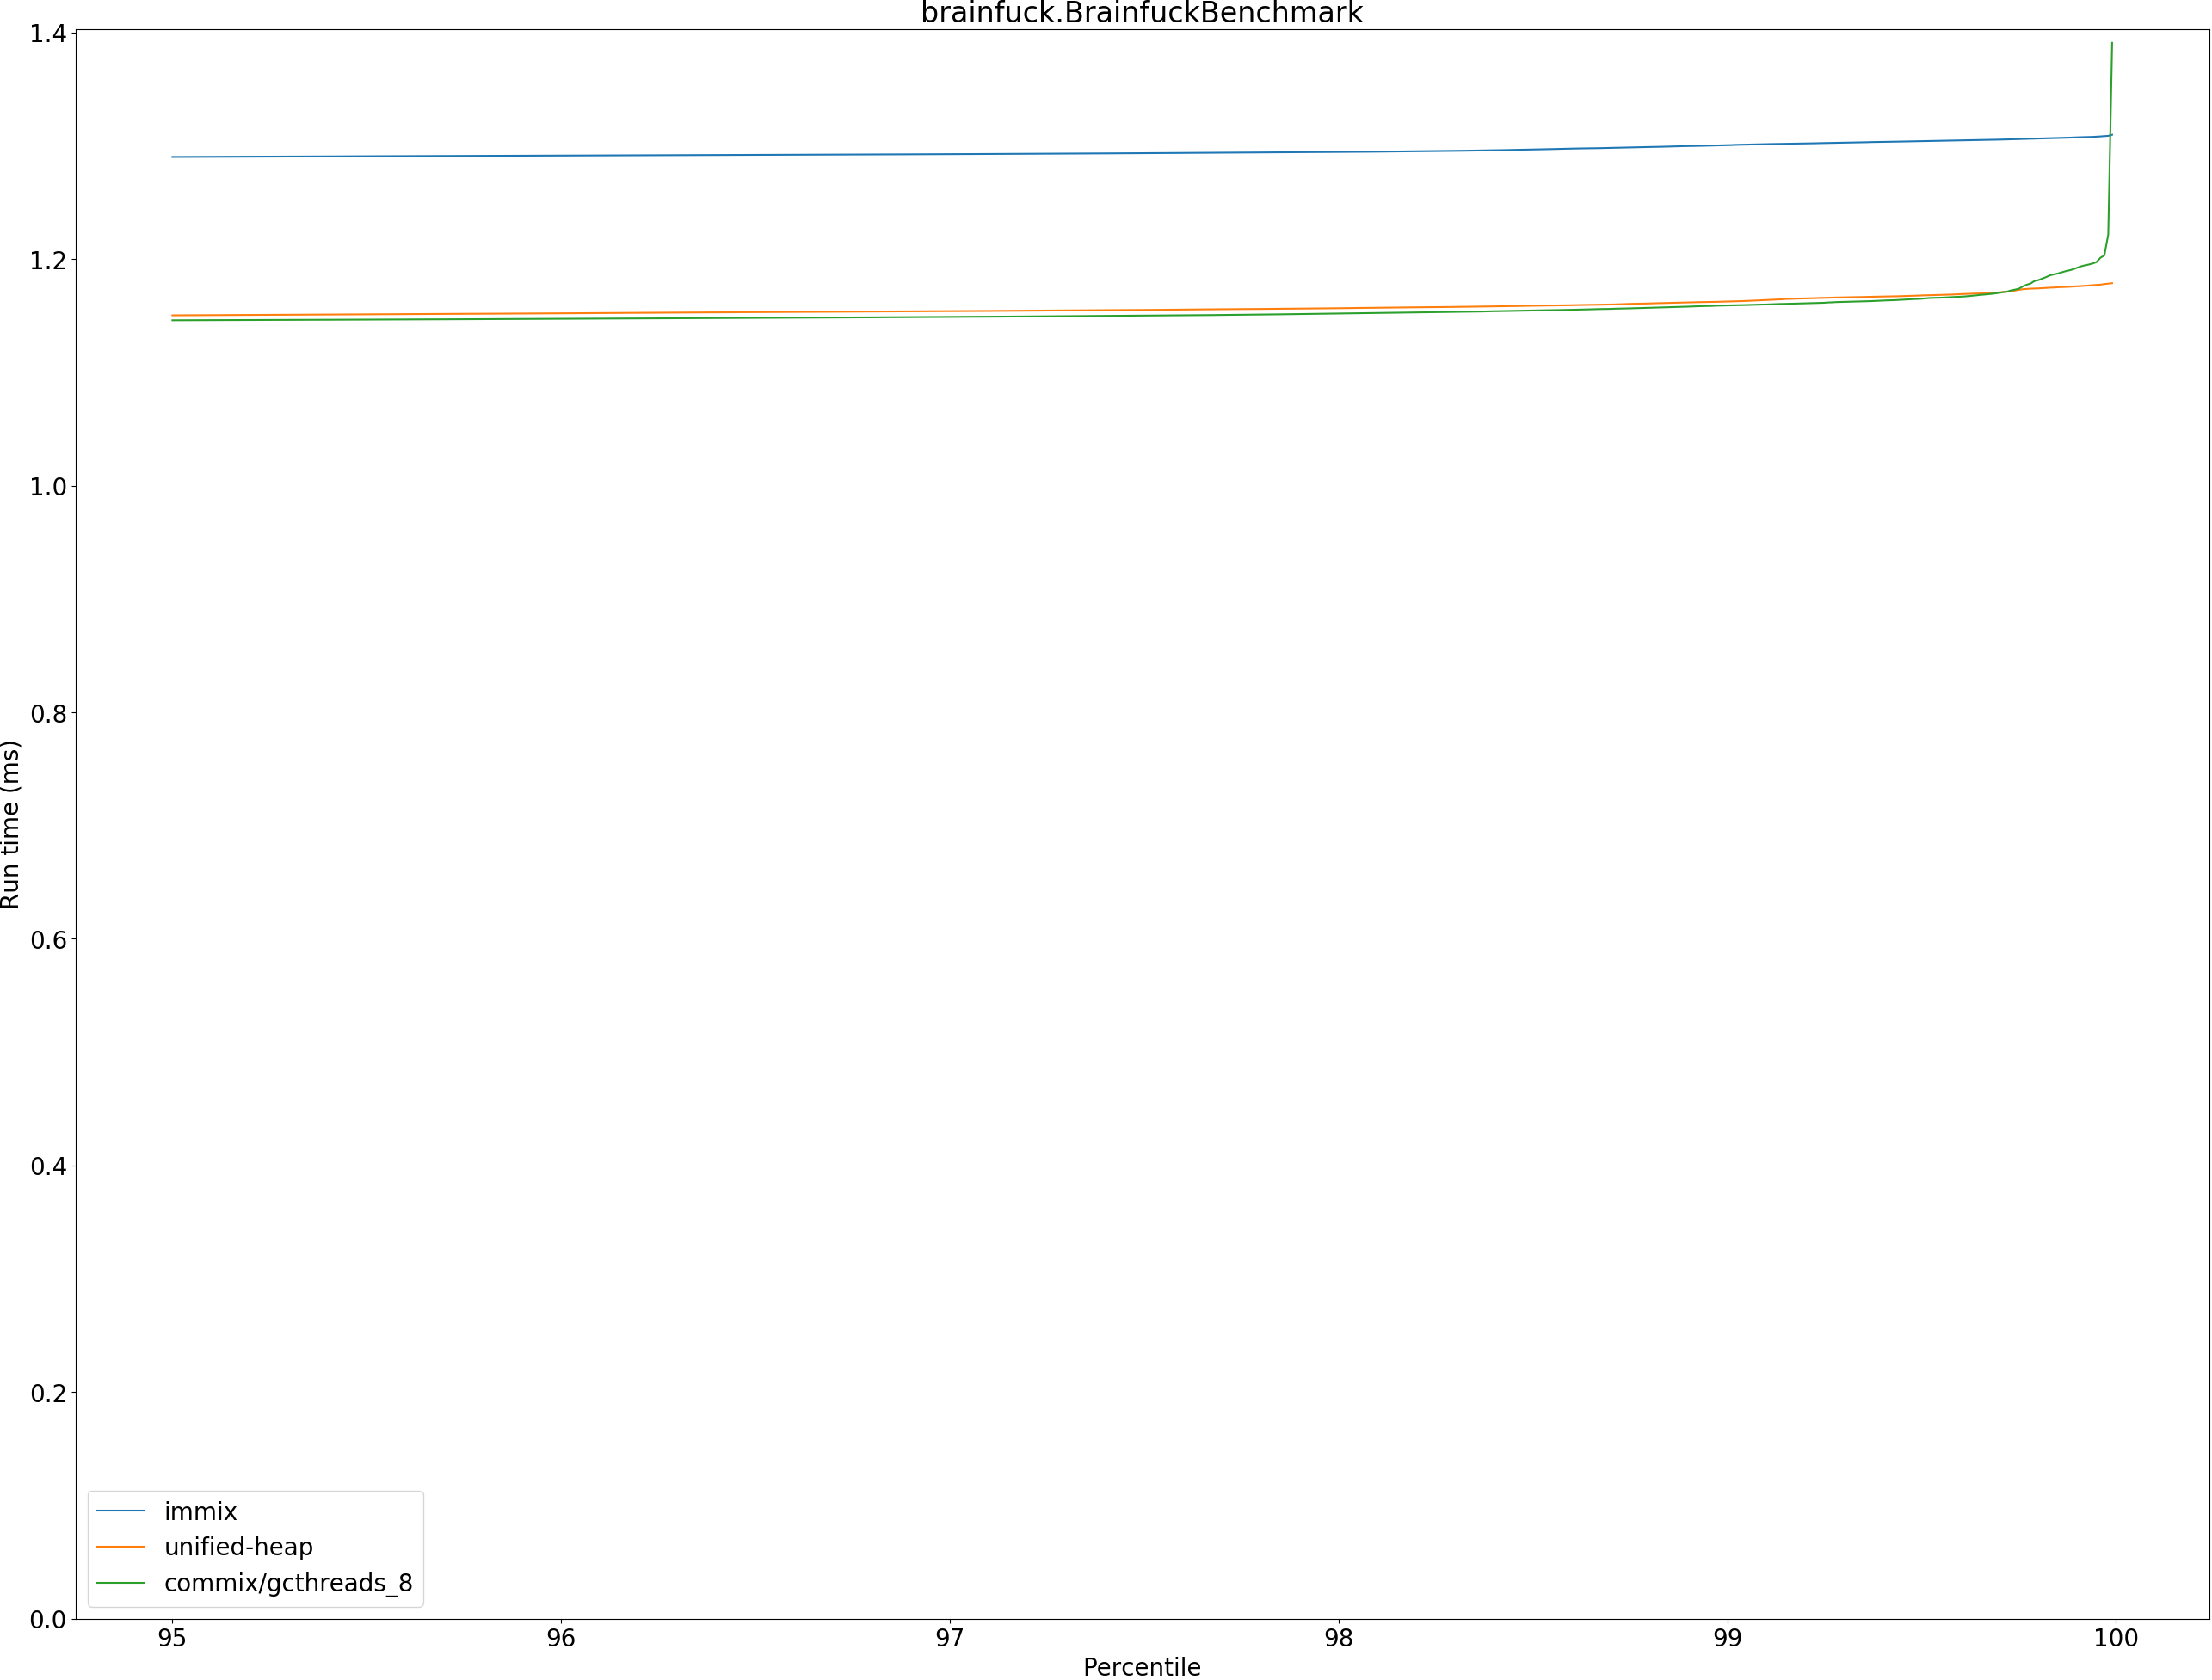 brainfuck.BrainfuckBenchmark
1.4
1.2
1.0
0.8
0.6
0.4
0.2
0.0
Run time (ms)
immix
unified-heap
commix/gcthreads_8
95 96 97 98 99 100
Percentile